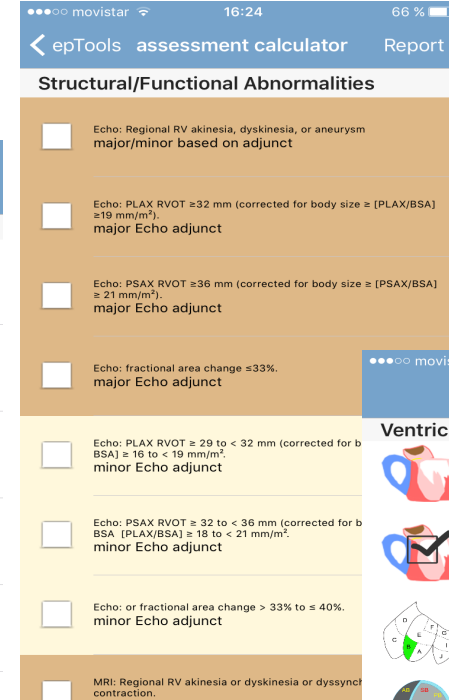 movistar 16:24 66 %
epTools assessment calculator Report
Structural/Functional Abnormalities
Echo: Regional RV akinesia, dyskinesia, or aneurysm
major/minor based on adjunct
Echo: PLAX RVOT ≥32 mm (corrected for body size ≥ [PLAX/BSA]
≥19 mm/m²).
major Echo adjunct
Echo: PSAX RVOT ≥36 mm (corrected for body size ≥ [PSAX/BSA]
≥ 21 mm/m²).
major Echo adjunct
Echo: fractional area change ≤33%.
major Echo adjunct
Echo: PLAX RVOT ≥ 29 to < 32 mm (corrected for b
BSA] ≥ 16 to < 19 mm/m².
minor Echo adjunct
Echo: PSAX RVOT ≥ 32 to < 36 mm (corrected for b
BSA [PLAX/BSA] ≥ 18 to < 21 mm/m².
minor Echo adjunct
Echo: or fractional area change > 33% to ≤ 40%.
minor Echo adjunct
MRI: Regional RV akinesia or dyskinesia or dyssynch
contraction.
movis
Ventric
C B E A F G I J
AB SB FB